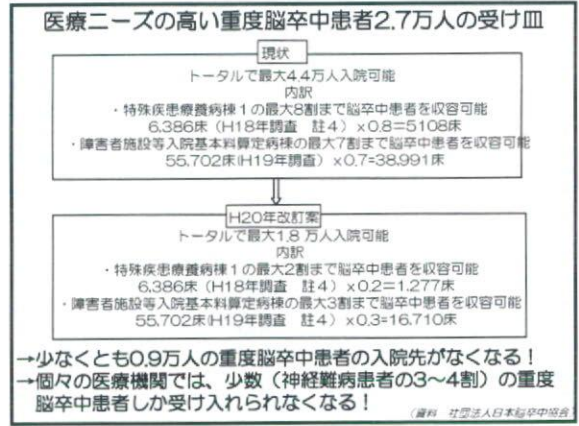 医療ニーズの高い重度脳卒中患者2.7万人の受け皿
現状
トータルで最大4.4万人入院可能
内訳
・特殊疾患療養病棟1の最大8割まで脳卒中患者を収容可能
6.386床（H18年調査　註4）×0.8＝5108床
・障害者施設等入院基本料算定病棟の最大7割まで脳卒中患者を収容可能
55.702床(H19年調査）×0.7=38.991床
H20年改訂案
トータルで最大1.8 万人入院可能
内訳
・特殊疾患療養病棟1の最大2割まで脳卒中患者を収容可能
6.386床（H18年調査　註4）×0.2＝1.277床
・障害者施設等入院基本料算定病棟の最大3割まで脳卒中患者を収容可能
55.702床(H19年調査　註4）×0.3=16.710床
→少なくとも0.9万人の重度脳卒中患者の入院先がなくなる！
→個々の医療機関では、少数（神経難病患者の3〜4割）の重度
脳卒中患者しか受け入れられなくなる！
（資料　社団法人日本脳卒中協会）